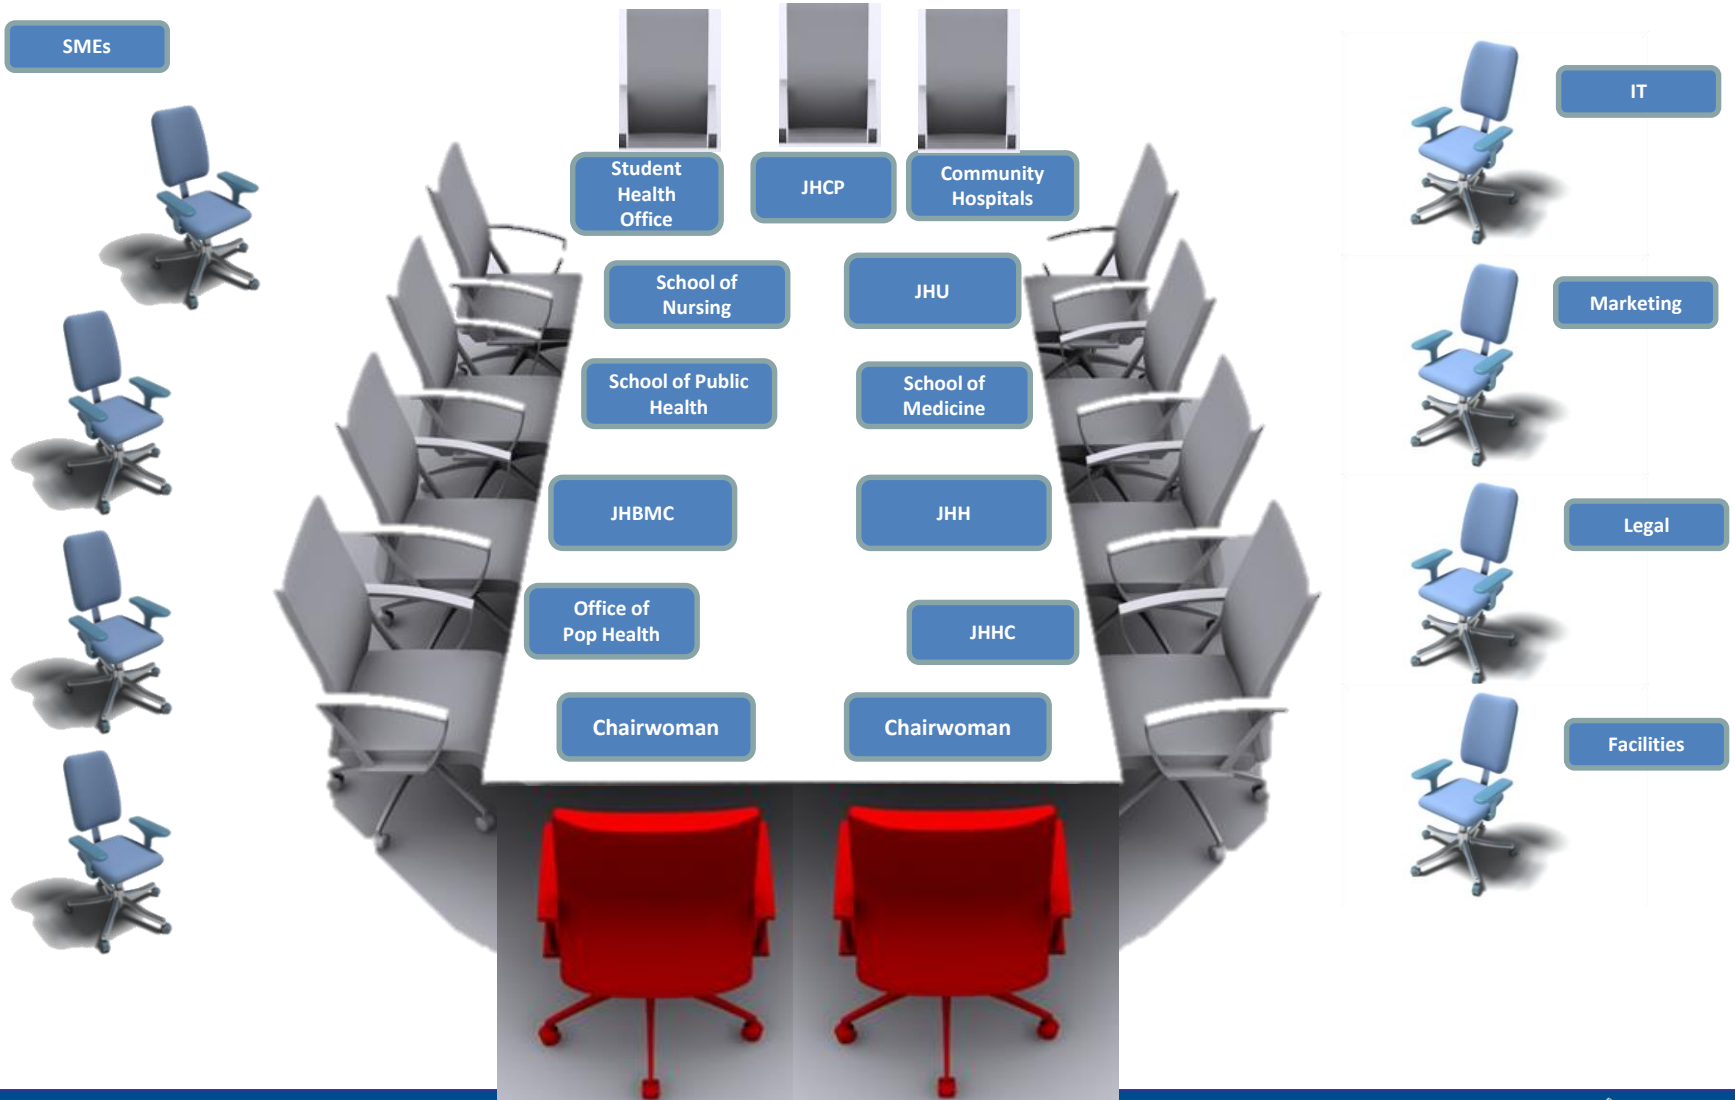 SMEs
Student
Health
Office
JHCP
Community
Hospitals
IT
School of
Nursing
JHU
Marketing
School of Public
Health
School of
Medicine
JHBMC
JHH
Legal
Office of
Pop Health
JHHC
Chairwoman
Chairwoman
Facilities